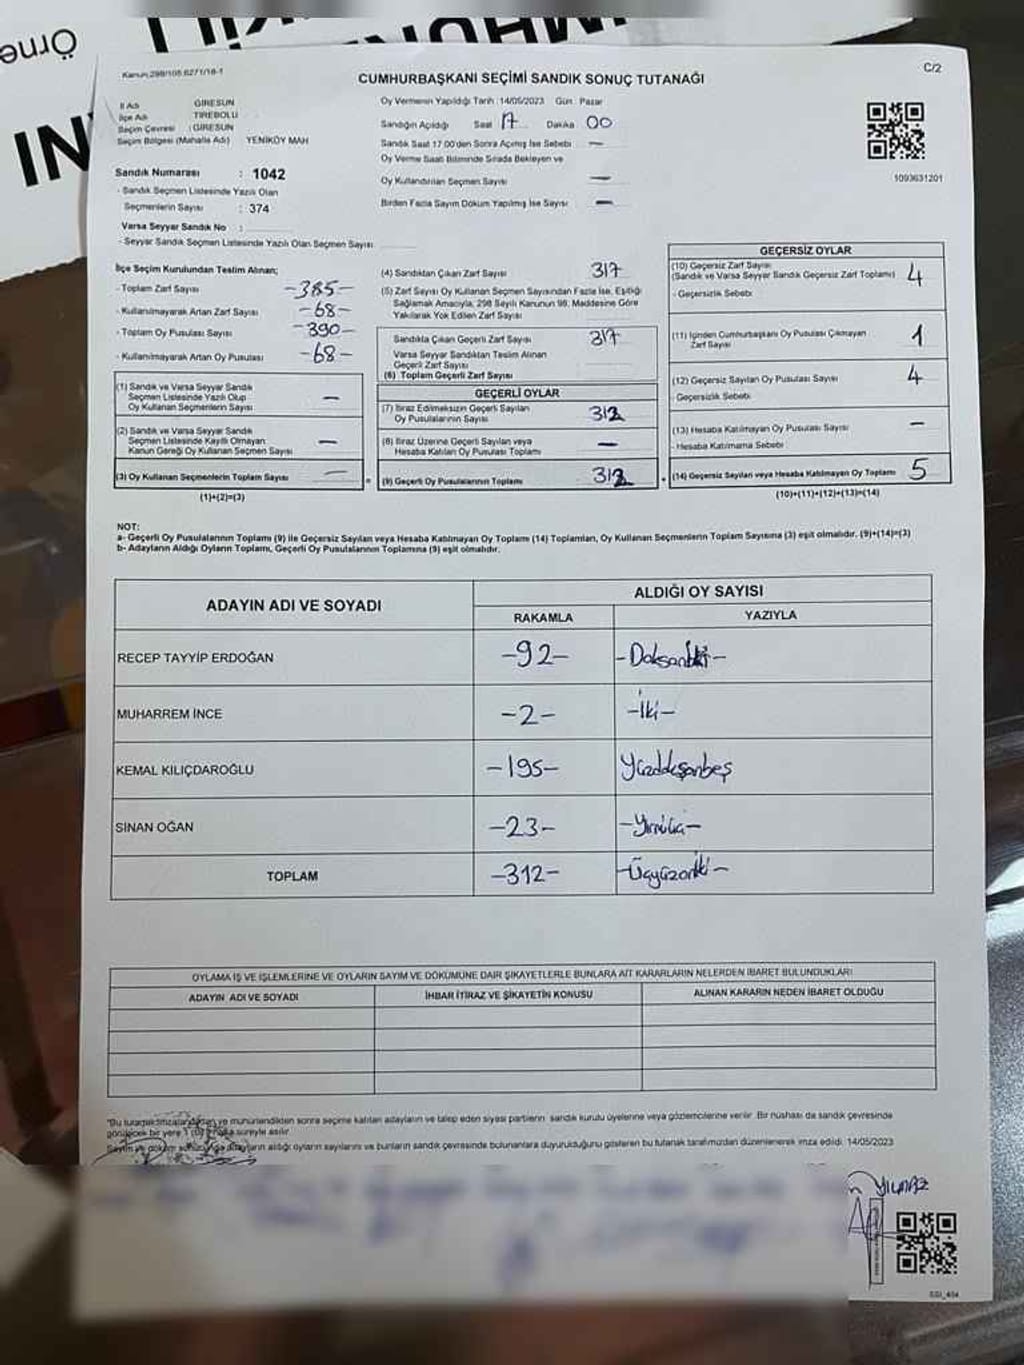 Örne
IN
Kanun;298/105,6271/18-1
C/2
CUMHURBAŞKANI SEÇİMİ SANDIK SONUÇ TUTANAĞI
İl Adı : GİRESUN
İlçe Adı : TİREBOLU
Seçim Çevresi : GİRESUN
Seçim Bölgesi (Mahalle Adı) YENİKÖY MAH
Sandık Numarası : 1042
- Sandık Seçmen Listesinde Yazılı Olan
Seçmenlerin Sayısı : 374
Varsa Seyyar Sandık No :
- Seyyar Sandık Seçmen Listesinde Yazılı Olan Seçmen Sayısı
Oy Vermenin Yapıldığı Tarih : 14/05/2023 Gün : Pazar
Sandığın Açıldığı Saat 17 Dakika 00
Sandık Saat 17.00'den Sonra Açılmış İse Sebebi —
Oy Verme Saati Bitiminde Sırada Bekleyen ve
Oy Kullandırılan Seçmen Sayısı —
Birden Fazla Sayım Döküm Yapılmış İse Sayısı —
1093631201
İlçe Seçim Kurulundan Teslim Alınan;
- Toplam Zarf Sayısı -385-
- Kullanılmayarak Artan Zarf Sayısı -68-
- Toplam Oy Pusulası Sayısı -390-
- Kullanılmayarak Artan Oy Pusulası -68-
(1) Sandık ve Varsa Seyyar Sandık
Seçmen Listesinde Yazılı Olup
Oy Kullanan Seçmenlerin Sayısı —
(2) Sandık ve Varsa Seyyar Sandık
Seçmen Listesinde Kayıtlı Olmayan
Kanun Gereği Oy Kullanan Seçmen Sayısı —
(3) Oy Kullanan Seçmenlerin Toplam Sayısı —
(1)+(2)=(3)
(4) Sandıktan Çıkan Zarf Sayısı 317
(5) Zarf Sayısı Oy Kullanan Seçmen Sayısından Fazla İse, Eşitliği
Sağlamak Amacıyla, 298 Sayılı Kanunun 98. Maddesine Göre
Yakılarak Yok Edilen Zarf Sayısı
Sandıkta Çıkan Geçerli Zarf Sayısı 317
Varsa Seyyar Sandıktan Teslim Alınan
Geçerli Zarf Sayısı
(6) Toplam Geçerli Zarf Sayısı
GEÇERLİ OYLAR
(7) İtiraz Edilmeksizin Geçerli Sayılan
Oy Pusulalarının Sayısı 312
(8) İtiraz Üzerine Geçerli Sayılan veya
Hesaba Katılan Oy Pusulası Toplamı —
(9) Geçerli Oy Pusulalarının Toplamı 312
GEÇERSİZ OYLAR
(10) Geçersiz Zarf Sayısı
(Sandık ve Varsa Seyyar Sandık Geçersiz Zarf Toplamı) 4
- Geçersizlik Sebebi
(11) İçinden Cumhurbaşkanı Oy Pusulası Çıkmayan
Zarf Sayısı 1
(12) Geçersiz Sayılan Oy Pusulası Sayısı 4
- Geçersizlik Sebebi
(13) Hesaba Katılmayan Oy Pusulası Sayısı —
- Hesaba Katılmama Sebebi
(14) Geçersiz Sayılan veya Hesaba Katılmayan Oy Toplamı 5
(10)+(11)+(12)+(13)=(14)
NOT:
a- Geçerli Oy Pusulalarının Toplamı (9) ile Geçersiz Sayılan veya Hesaba Katılmayan Oy Toplamı (14) Toplamları, Oy Kullanan Seçmenlerin Toplam Sayısına (3) eşit olmalıdır. (9)+(14)=(3)
b- Adayların Aldığı Oyların Toplamı, Geçerli Oy Pusulalarının Toplamına (9) eşit olmalıdır.
ADAYIN ADI VE SOYADI
ALDIĞI OY SAYISI
RAKAMLA YAZIYLA
RECEP TAYYİP ERDOĞAN -92- -Doksaniki-
MUHARREM İNCE -2- -İki-
KEMAL KILIÇDAROĞLU -195- Yüzdoksanbeş
SİNAN OĞAN -23- -Yirmiüç-
TOPLAM -312- -Üçyüzoniki-
OYLAMA İŞ VE İŞLEMLERİNE VE OYLARIN SAYIM VE DÖKÜMÜNE DAİR ŞİKAYETLERLE BUNLARA AİT KARARLARIN NELERDEN İBARET BULUNDUKLARI
ADAYIN ADI VE SOYADI İHBAR İTİRAZ VE ŞİKAYETİN KONUSU ALINAN KARARIN NEDEN İBARET OLDUĞU
ve mühürlendikten sonra seçime katılan adayların ve talep eden siyasi partilerin sandık kurulu üyelerine veya gözlemcilerine verilir. Bir nüshası da sandık çevresinde
görülecek bir yere süreyle asılır.
adayların aldığı oyların sayılarını ve bunların sandık çevresinde bulunanlara duyurulduğunu gösteren bu tutanak tarafımızdan düzenlenerek imza edildi. 14/05/2023
YILMAZ